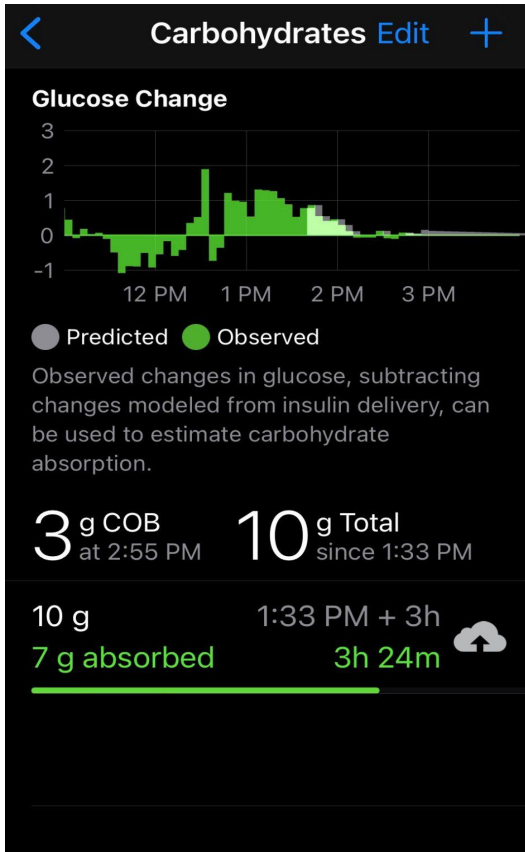 Carbohydrates Edit +
Glucose Change
3
2
1
0
-1
12 PM 1 PM 2 PM 3 PM
Predicted Observed
Observed changes in glucose, subtracting
changes modeled from insulin delivery, can
be used to estimate carbohydrate
absorption.
3 g COB
at 2:55 PM
10 g Total
since 1:33 PM
10 g 1:33 PM + 3h
7 g absorbed 3h 24m